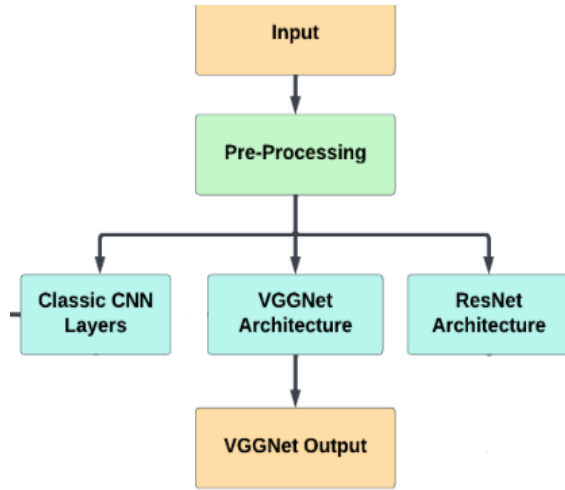 Input
Pre-Processing
Classic CNN
Layers
VGGNet
Architecture
ResNet
Architecture
VGGNet Output